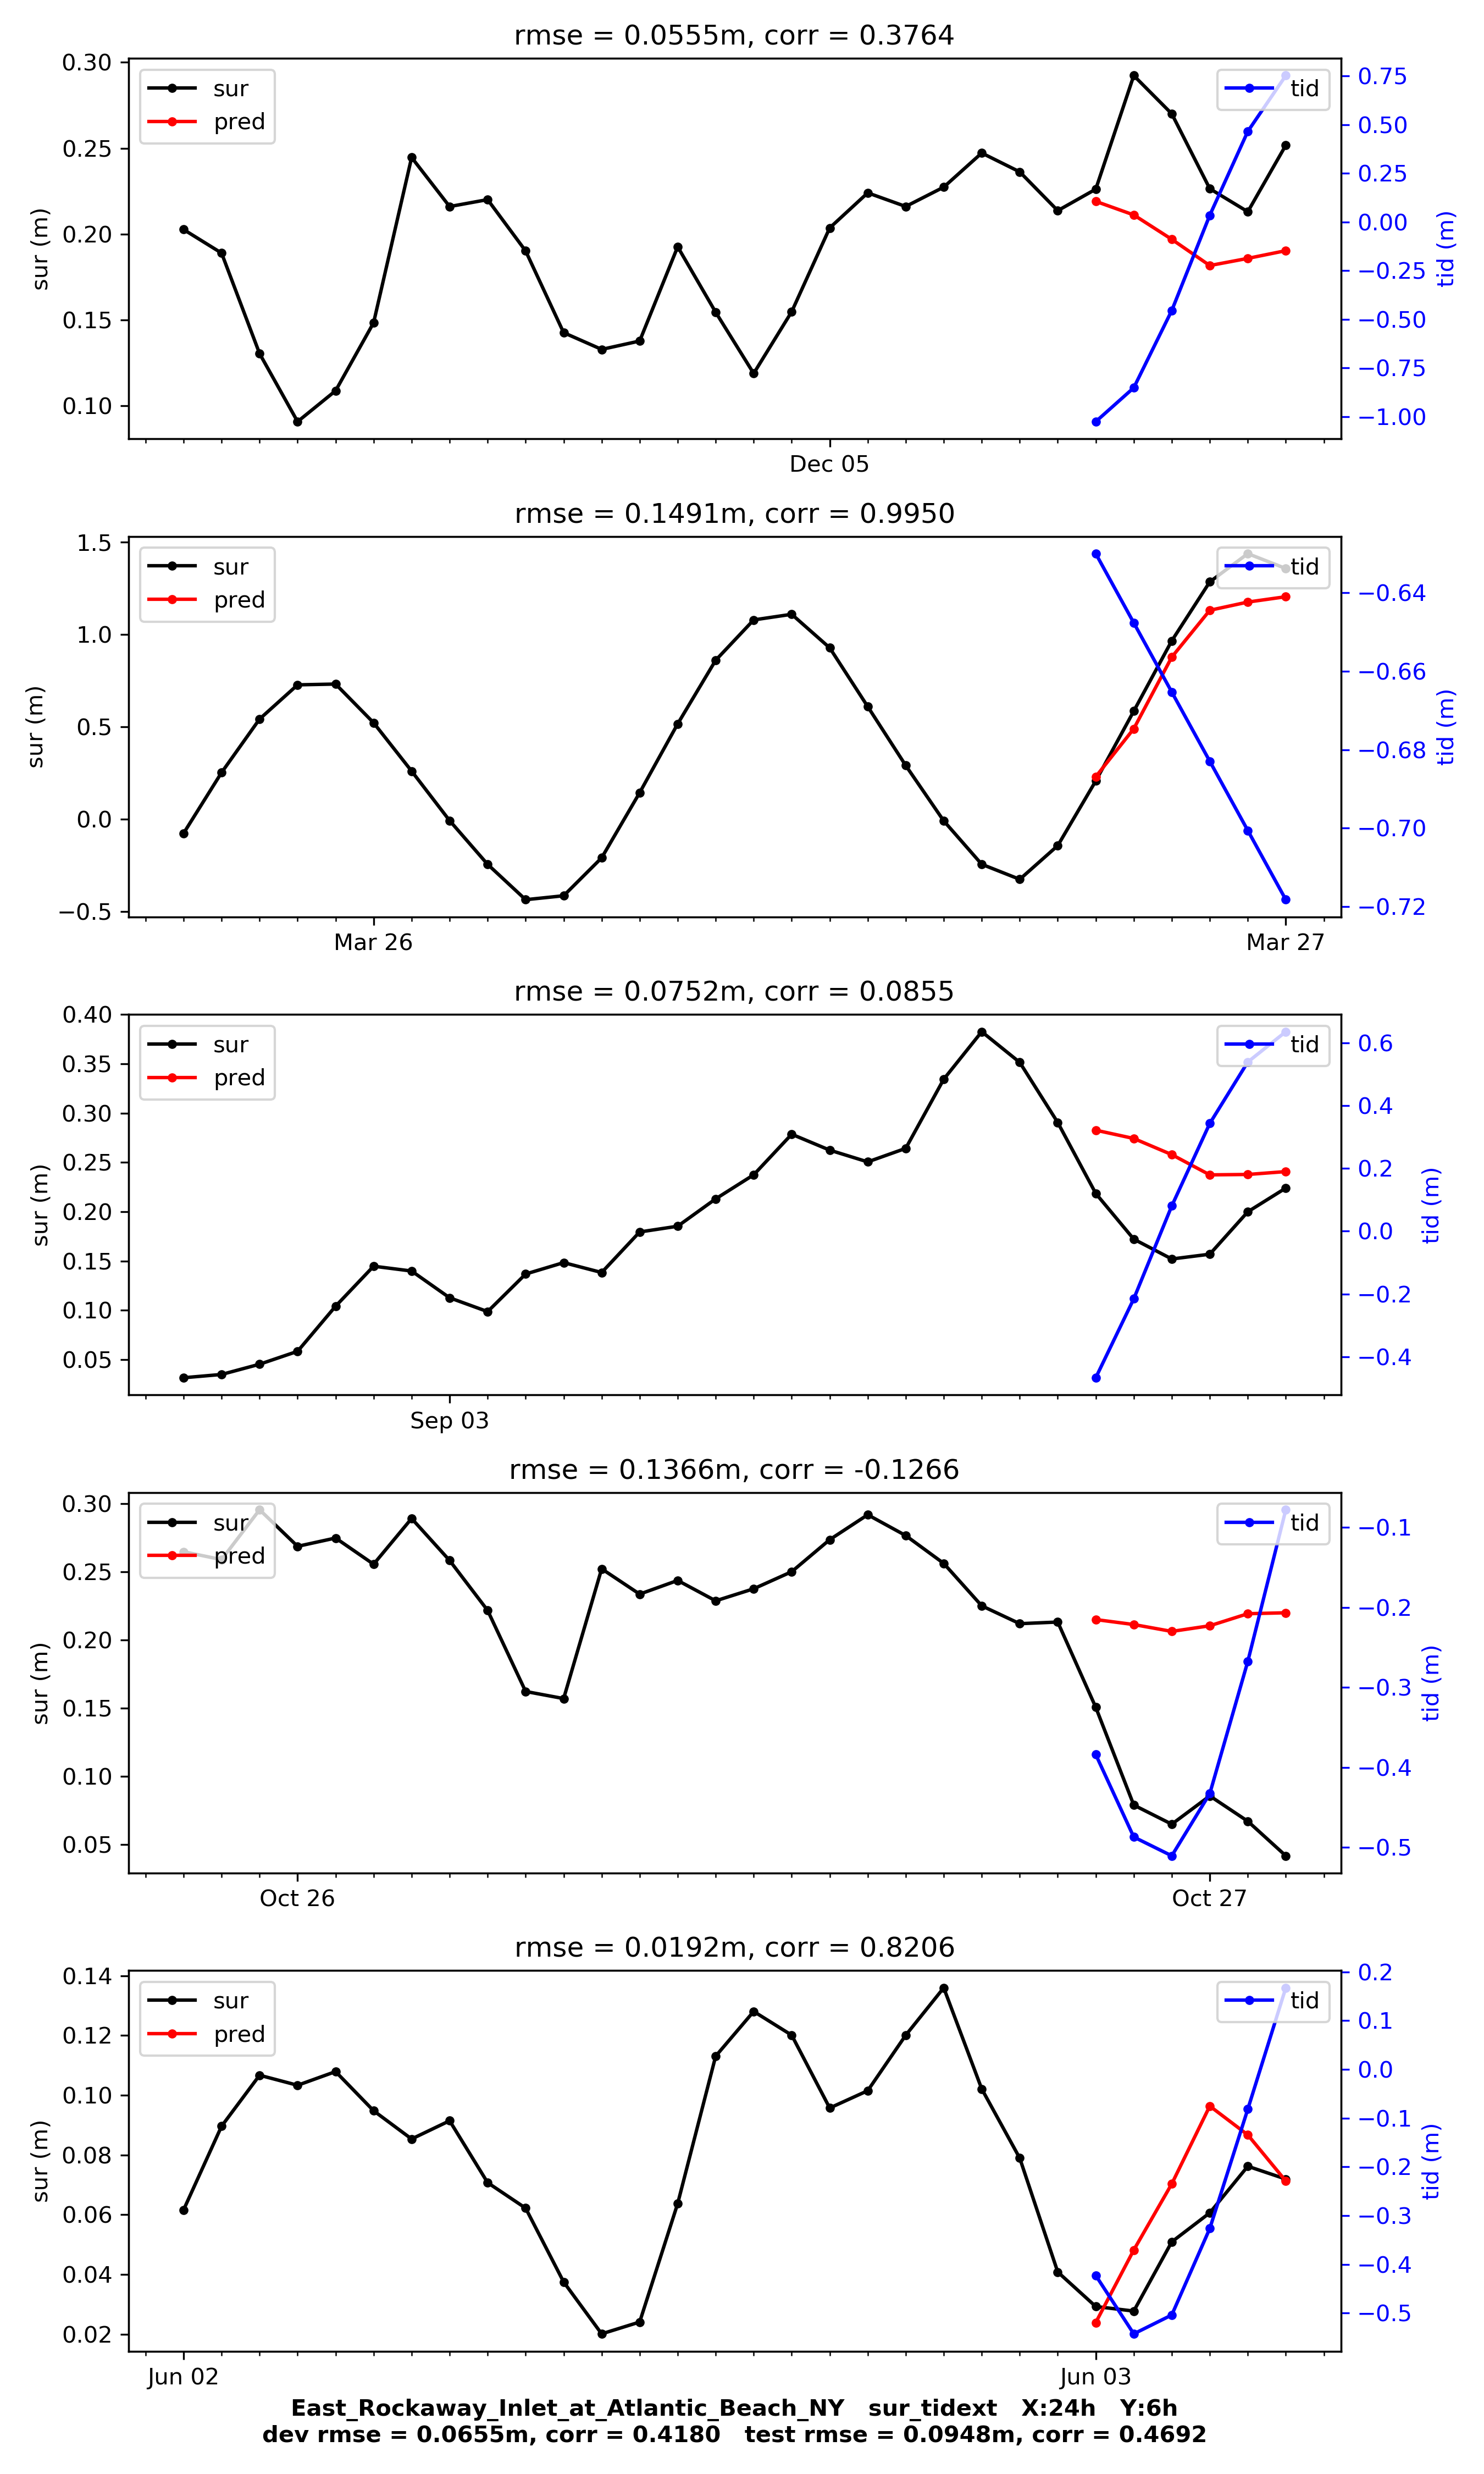 rmse = 0.0555m, corr = 0.3764
0.30
0.25
0.20
0.15
0.10
sur (m)
sur
pred
tid
0.75
0.50
0.25
0.00
−0.25
−0.50
−0.75
−1.00
tid (m)
Dec 05
rmse = 0.1491m, corr = 0.9950
1.5
1.0
0.5
0.0
−0.5
sur (m)
sur
pred
tid
−0.64
−0.66
−0.68
−0.70
−0.72
tid (m)
Mar 26
Mar 27
rmse = 0.0752m, corr = 0.0855
0.40
0.35
0.30
0.25
0.20
0.15
0.10
0.05
sur (m)
sur
pred
tid
0.6
0.4
0.2
0.0
−0.2
−0.4
tid (m)
Sep 03
rmse = 0.1366m, corr = -0.1266
0.30
0.25
0.20
0.15
0.10
0.05
sur (m)
sur
pred
tid
−0.1
−0.2
−0.3
−0.4
−0.5
tid (m)
Oct 26
Oct 27
rmse = 0.0192m, corr = 0.8206
0.14
0.12
0.10
0.08
0.06
0.04
0.02
sur (m)
sur
pred
tid
0.2
0.1
0.0
−0.1
−0.2
−0.3
−0.4
−0.5
tid (m)
Jun 02
Jun 03
East_Rockaway_Inlet_at_Atlantic_Beach_NY sur_tidext X:24h Y:6h
dev rmse = 0.0655m, corr = 0.4180 test rmse = 0.0948m, corr = 0.4692